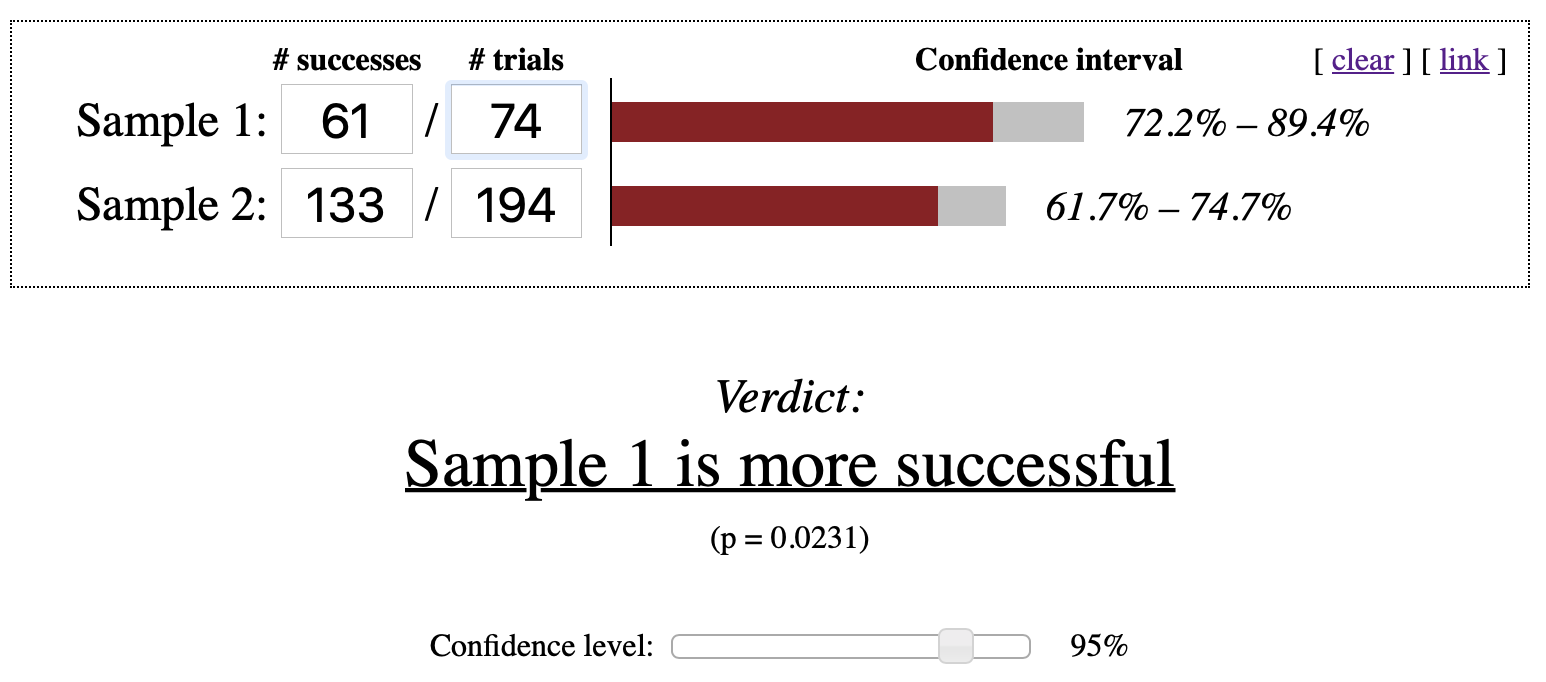 # successes # trials Confidence interval [ clear ] [ link ]
Sample 1: 61 / 74 72.2% – 89.4%
Sample 2: 133 / 194 61.7% – 74.7%
Verdict:
Sample 1 is more successful
(p = 0.0231)
Confidence level: 95%